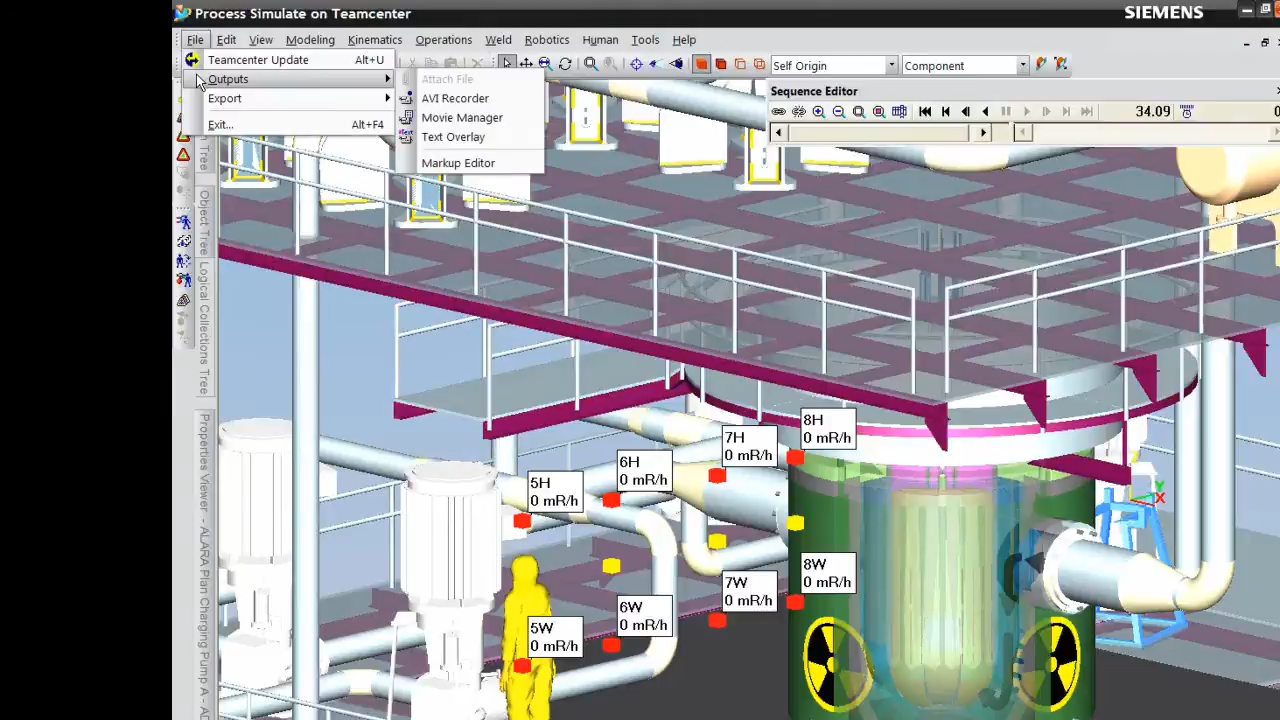 Process Simulate on Teamcenter
SIEMENS
File Edit View Modeling Kinematics Operations Weld Robotics Human Tools Help
Teamcenter Update Alt+U
Outputs
Export
Exit... Alt+F4
Attach File
AVI Recorder
Movie Manager
Text Overlay
Markup Editor
Self Origin
Component
Sequence Editor
34.09
0
Tree
Object Tree
Logical Collections Tree
Properties Viewer - ALARA Plan Charging Pump A -
8H
0 mR/h
7H
0 mR/h
6H
0 mR/h
5H
0 mR/h
8W
0 mR/h
7W
0 mR/h
6W
0 mR/h
5W
0 mR/h
Y
X